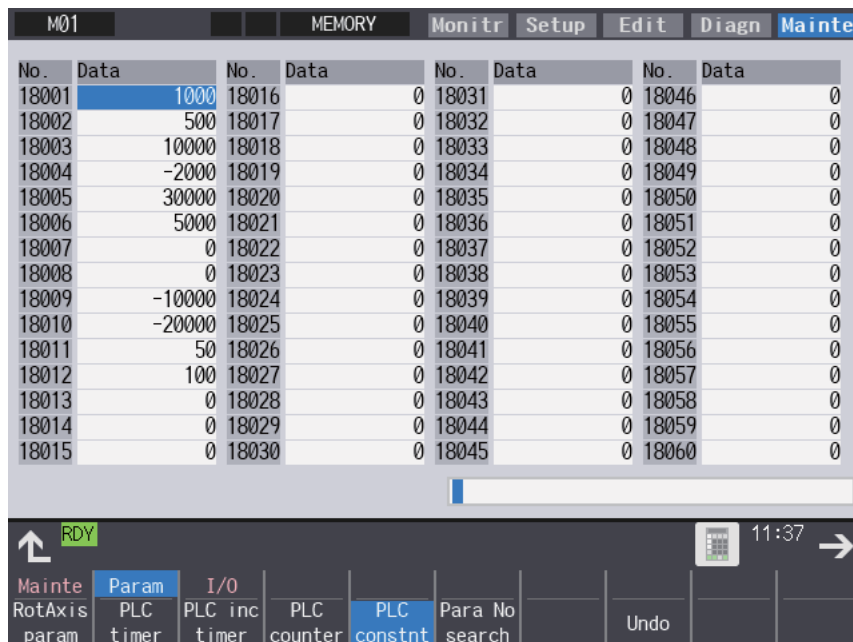 M01 MEMORY Monitr Setup Edit Diagn Mainte
No. Data No. Data No. Data No. Data
18001 1000 18016 0 18031 0 18046 0
18002 500 18017 0 18032 0 18047 0
18003 10000 18018 0 18033 0 18048 0
18004 -2000 18019 0 18034 0 18049 0
18005 30000 18020 0 18035 0 18050 0
18006 5000 18021 0 18036 0 18051 0
18007 0 18022 0 18037 0 18052 0
18008 0 18023 0 18038 0 18053 0
18009 -10000 18024 0 18039 0 18054 0
18010 -20000 18025 0 18040 0 18055 0
18011 50 18026 0 18041 0 18056 0
18012 100 18027 0 18042 0 18057 0
18013 0 18028 0 18043 0 18058 0
18014 0 18029 0 18044 0 18059 0
18015 0 18030 0 18045 0 18060 0
RDY 11:37
Mainte Param I/O
RotAxis PLC PLC inc PLC PLC Para No
param timer timer counter constnt search Undo